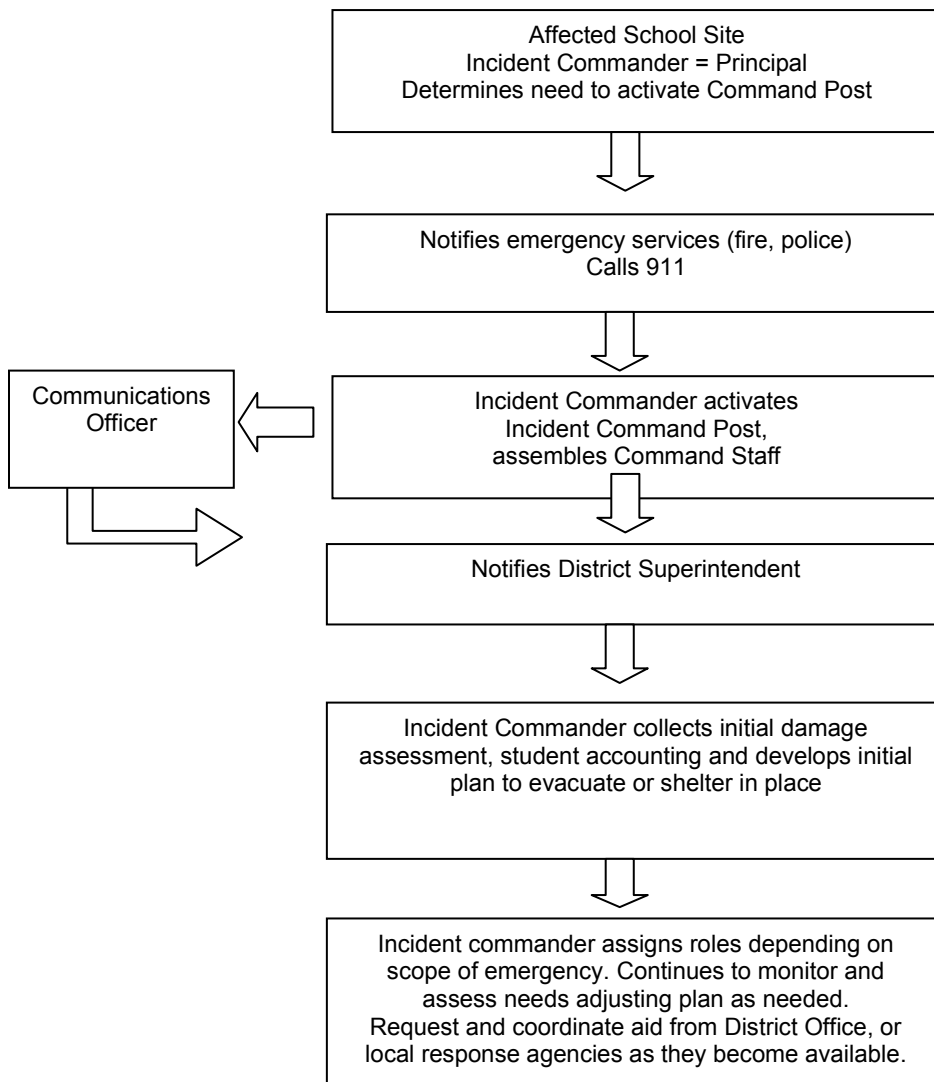 Affected School Site
Incident Commander = Principal
Determines need to activate Command Post
Notifies emergency services (fire, police)
Calls 911
Communications
Officer
Incident Commander activates
Incident Command Post,
assembles Command Staff
Notifies District Superintendent
Incident Commander collects initial damage
assessment, student accounting and develops initial
plan to evacuate or shelter in place
Incident commander assigns roles depending on
scope of emergency. Continues to monitor and
assess needs adjusting plan as needed.
Request and coordinate aid from District Office, or
local response agencies as they become available.